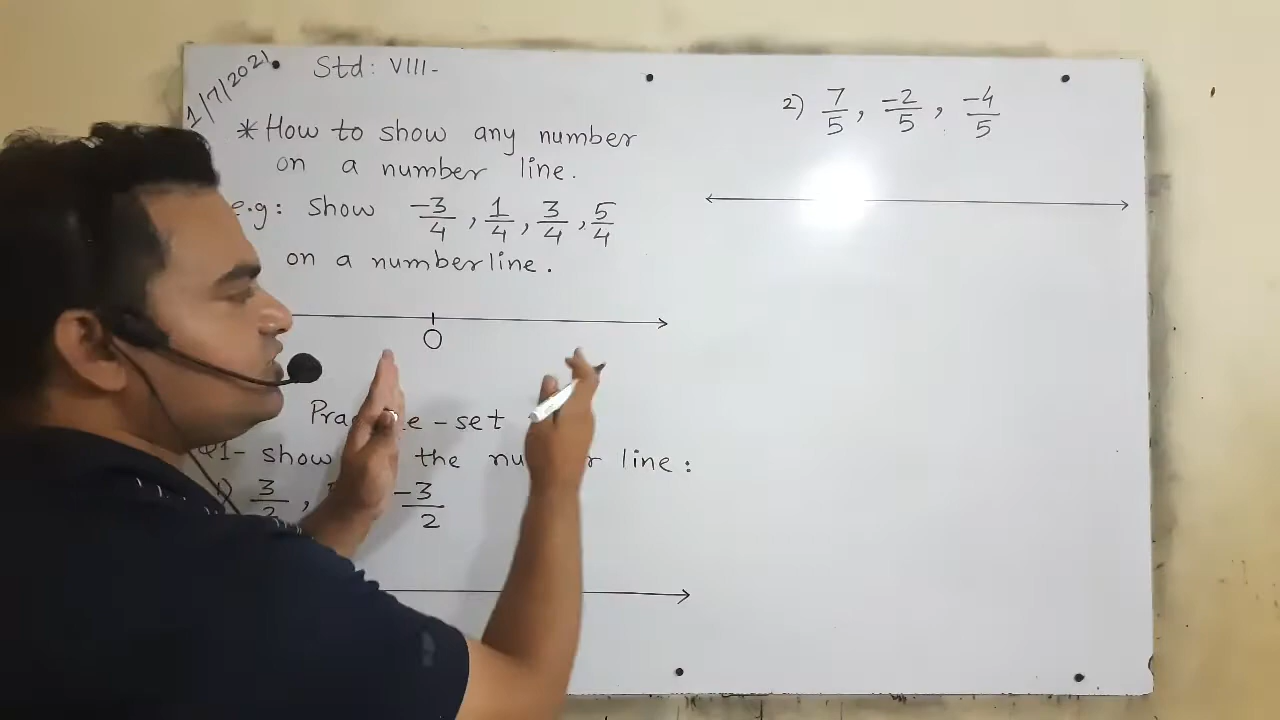 1/7/2021
Std: VIII-
* How to show any number
on a number line.
e.g: Show -3/4, 1/4, 3/4, 5/4
on a numberline.
0
-set
Q1- show the line:
1) 3/2, -3/2
2) 7/5, -2/5, -4/5